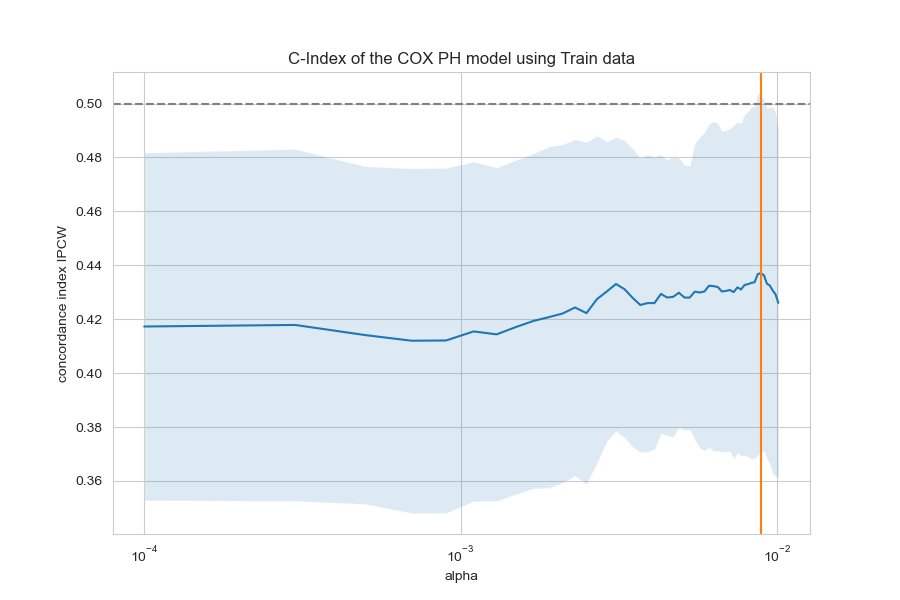 C-Index of the COX PH model using Train data
concordance index IPCW
0.50
0.48
0.46
0.44
0.42
0.40
0.38
0.36
10⁻⁴ 10⁻³ 10⁻²
alpha